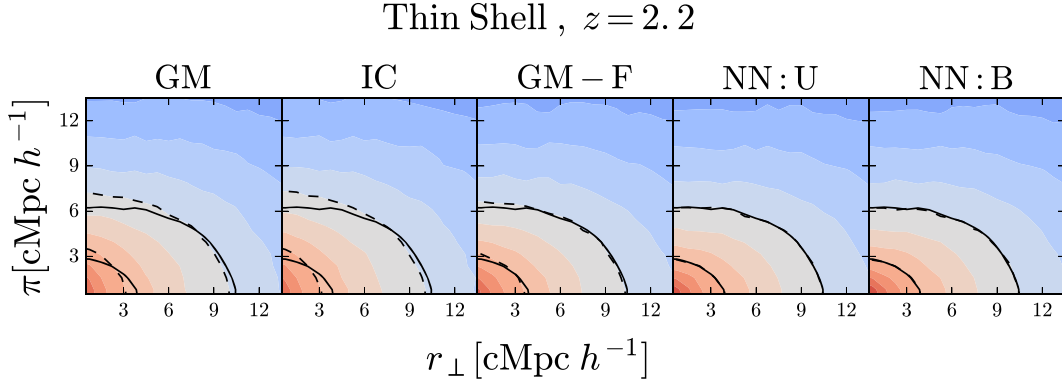 Thin Shell , z = 2.2
GM IC GM − F NN : U NN : B
π [cMpc h⁻¹]
12
9
6
3
3 6 9 12 3 6 9 12 3 6 9 12 3 6 9 12 3 6 9 12
r⊥ [cMpc h⁻¹]